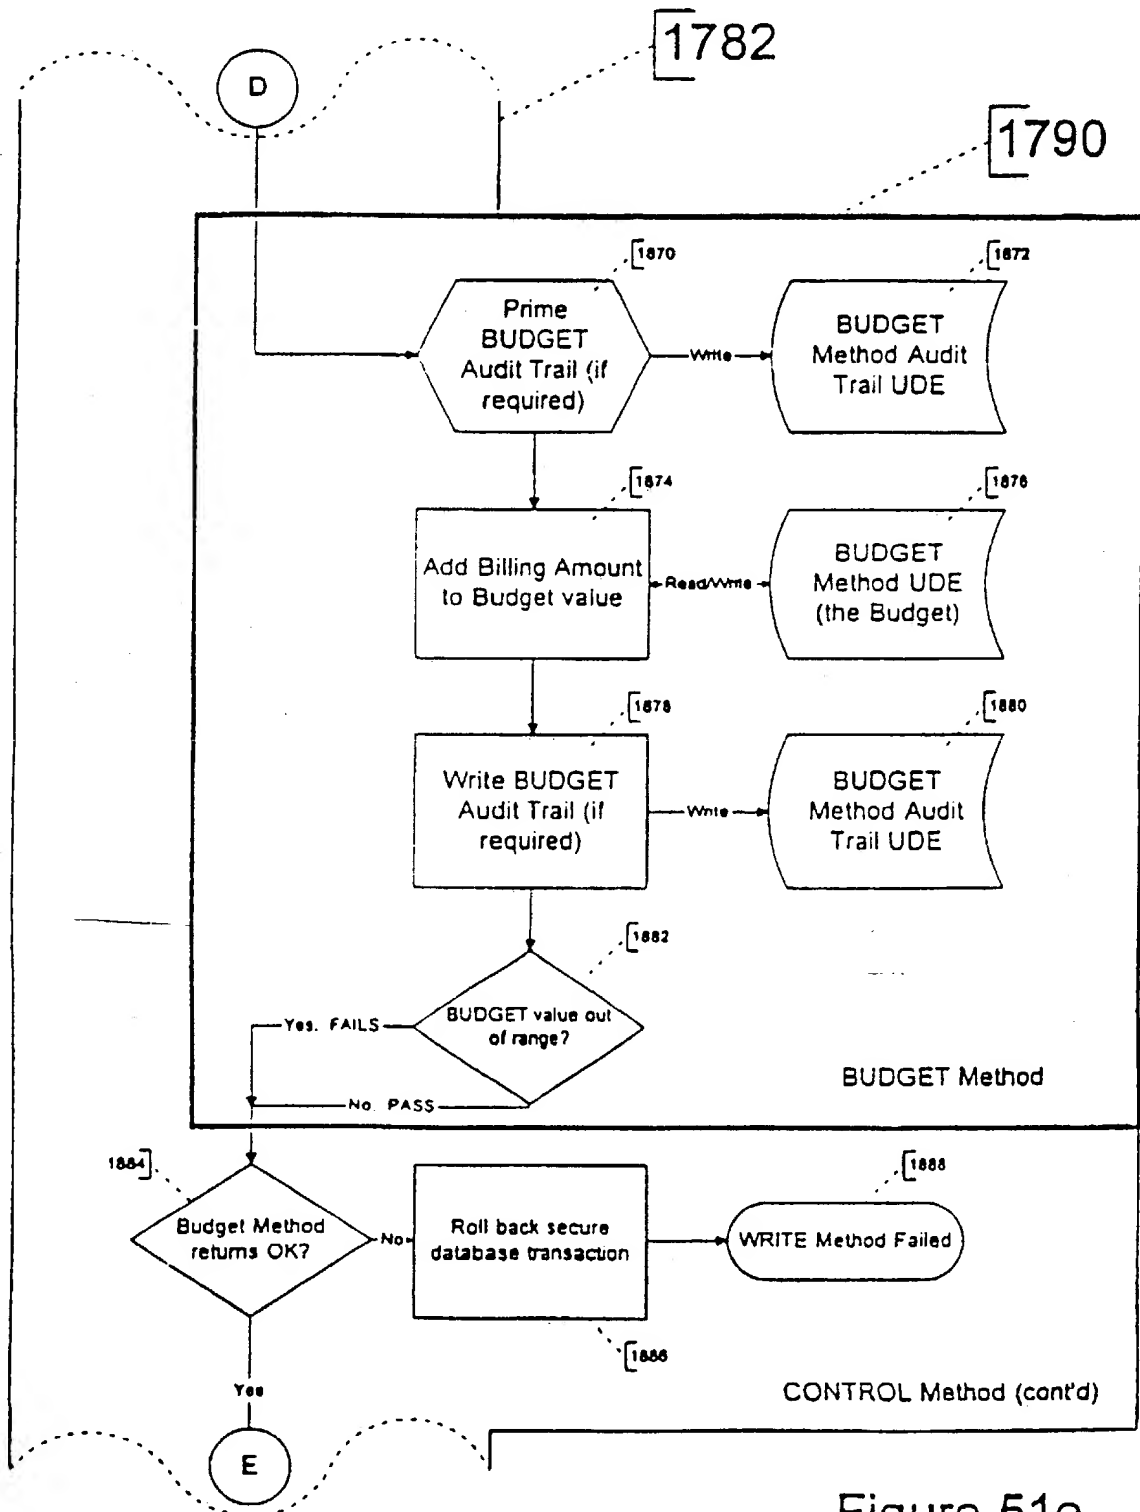 1782
D
1790
1870
1872
Prime
BUDGET
Audit Trail (if
required)
Write
BUDGET
Method Audit
Trail UDE
1874
1876
Add Billing Amount
to Budget value
Read/Write
BUDGET
Method UDE
(the Budget)
1878
1880
Write BUDGET
Audit Trail (if
required)
Write
BUDGET
Method Audit
Trail UDE
1882
BUDGET value out
of range?
Yes. FAILS
No. PASS
BUDGET Method
1884
1888
Budget Method
returns OK?
No
Roll back secure
database transaction
WRITE Method Failed
1886
Yes
CONTROL Method (cont'd)
E